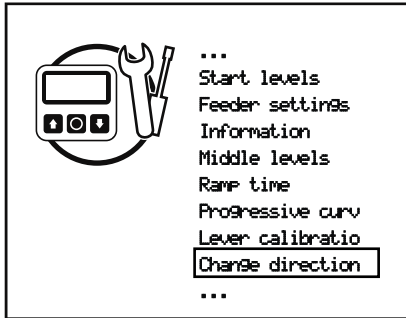 ...
Start levels
Feeder settings
Information
Middle levels
Ramp time
Progressive curv
Lever calibratio
Change direction
...